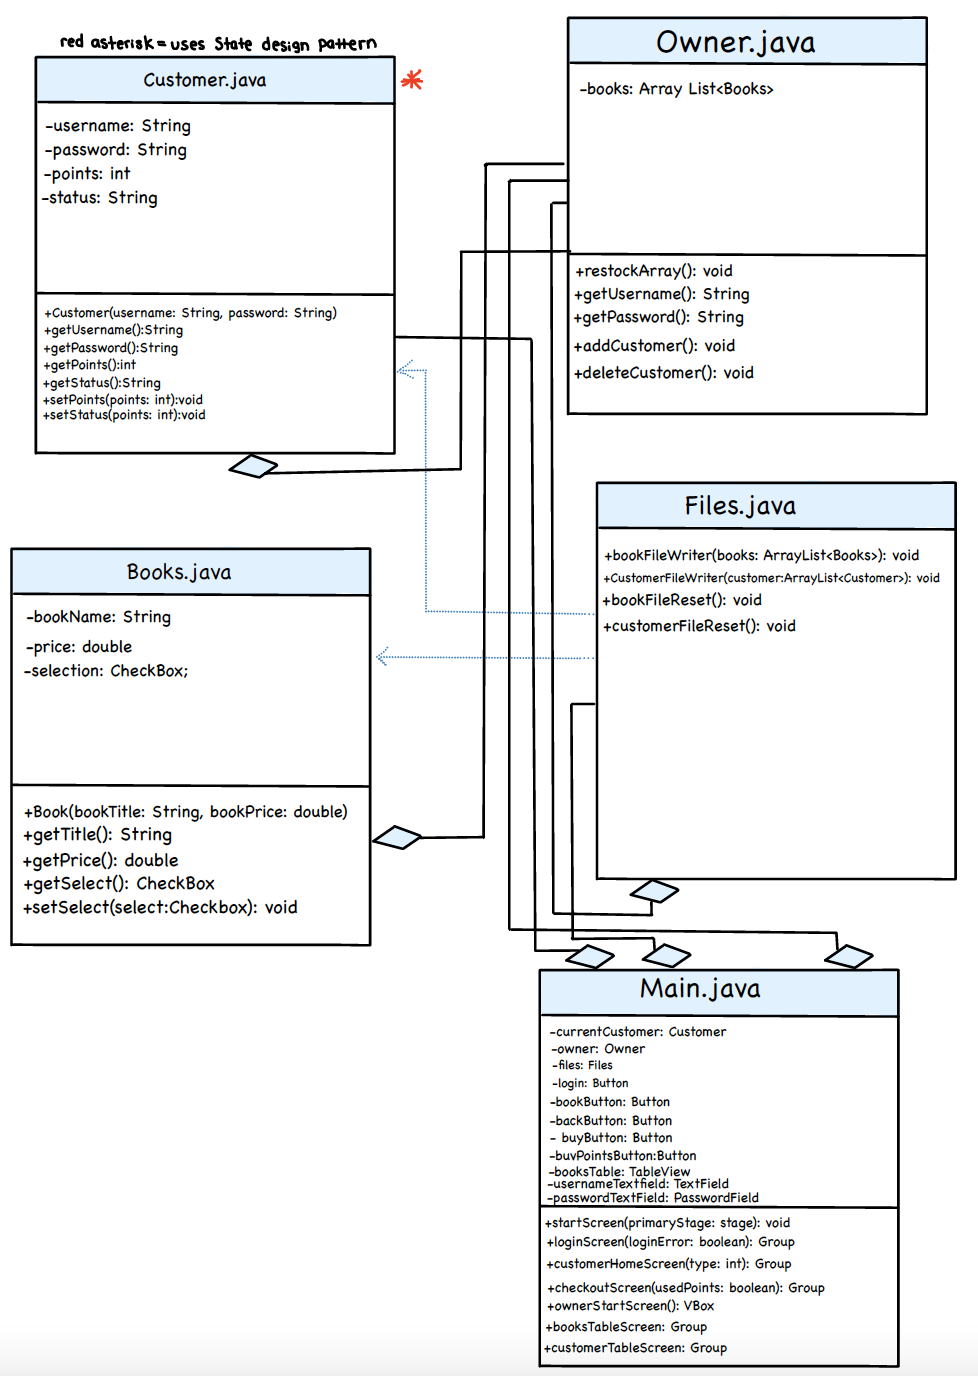 red asterisk = uses State design pattern
Customer.java
-username: String
-password: String
-points: int
-status: String
+Customer(username: String, password: String)
+getUsername():String
+getPassword():String
+getPoints():int
+getStatus():String
+setPoints(points: int):void
+setStatus(points: int):void
Owner.java
-books: Array List<Books>
+restockArray(): void
+getUsername(): String
+getPassword(): String
+addCustomer(): void
+deleteCustomer(): void
Books.java
-bookName: String
-price: double
-selection: CheckBox;
+Book(bookTitle: String, bookPrice: double)
+getTitle(): String
+getPrice(): double
+getSelect(): CheckBox
+setSelect(select:Checkbox): void
Files.java
+bookFileWriter(books: ArrayList<Books>): void
+CustomerFileWriter(customer:ArrayList<Customer>): void
+bookFileReset(): void
+customerFileReset(): void
Main.java
-currentCustomer: Customer
-owner: Owner
-files: Files
-login: Button
-bookButton: Button
-backButton: Button
- buyButton: Button
-buyPointsButton:Button
-booksTable: TableView
-usernameTextfield: TextField
-passwordTextField: PasswordField
+startScreen(primaryStage: stage): void
+loginScreen(loginError: boolean): Group
+customerHomeScreen(type: int): Group
+checkoutScreen(usedPoints: boolean): Group
+ownerStartScreen(): VBox
+booksTableScreen: Group
+customerTableScreen: Group